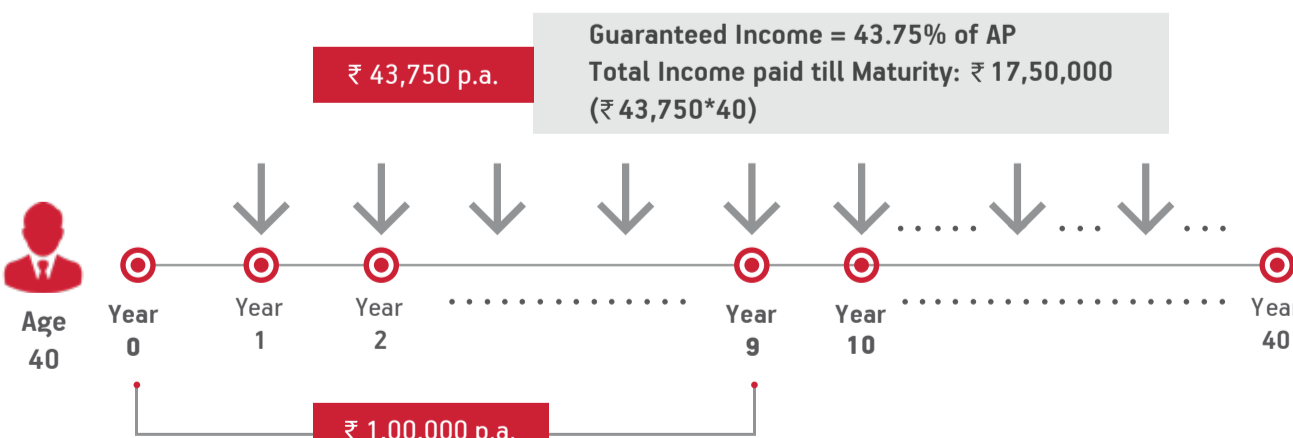 Guaranteed Income = 43.75% of AP
₹ 43,750 p.a.
Total Income paid till Maturity: ₹ 17,50,000
(₹ 43,750*40)
Age
40
Year
0
Year
1
Year
2
Year
9
Year
10
Year
40
₹ 1,00,000 p.a.